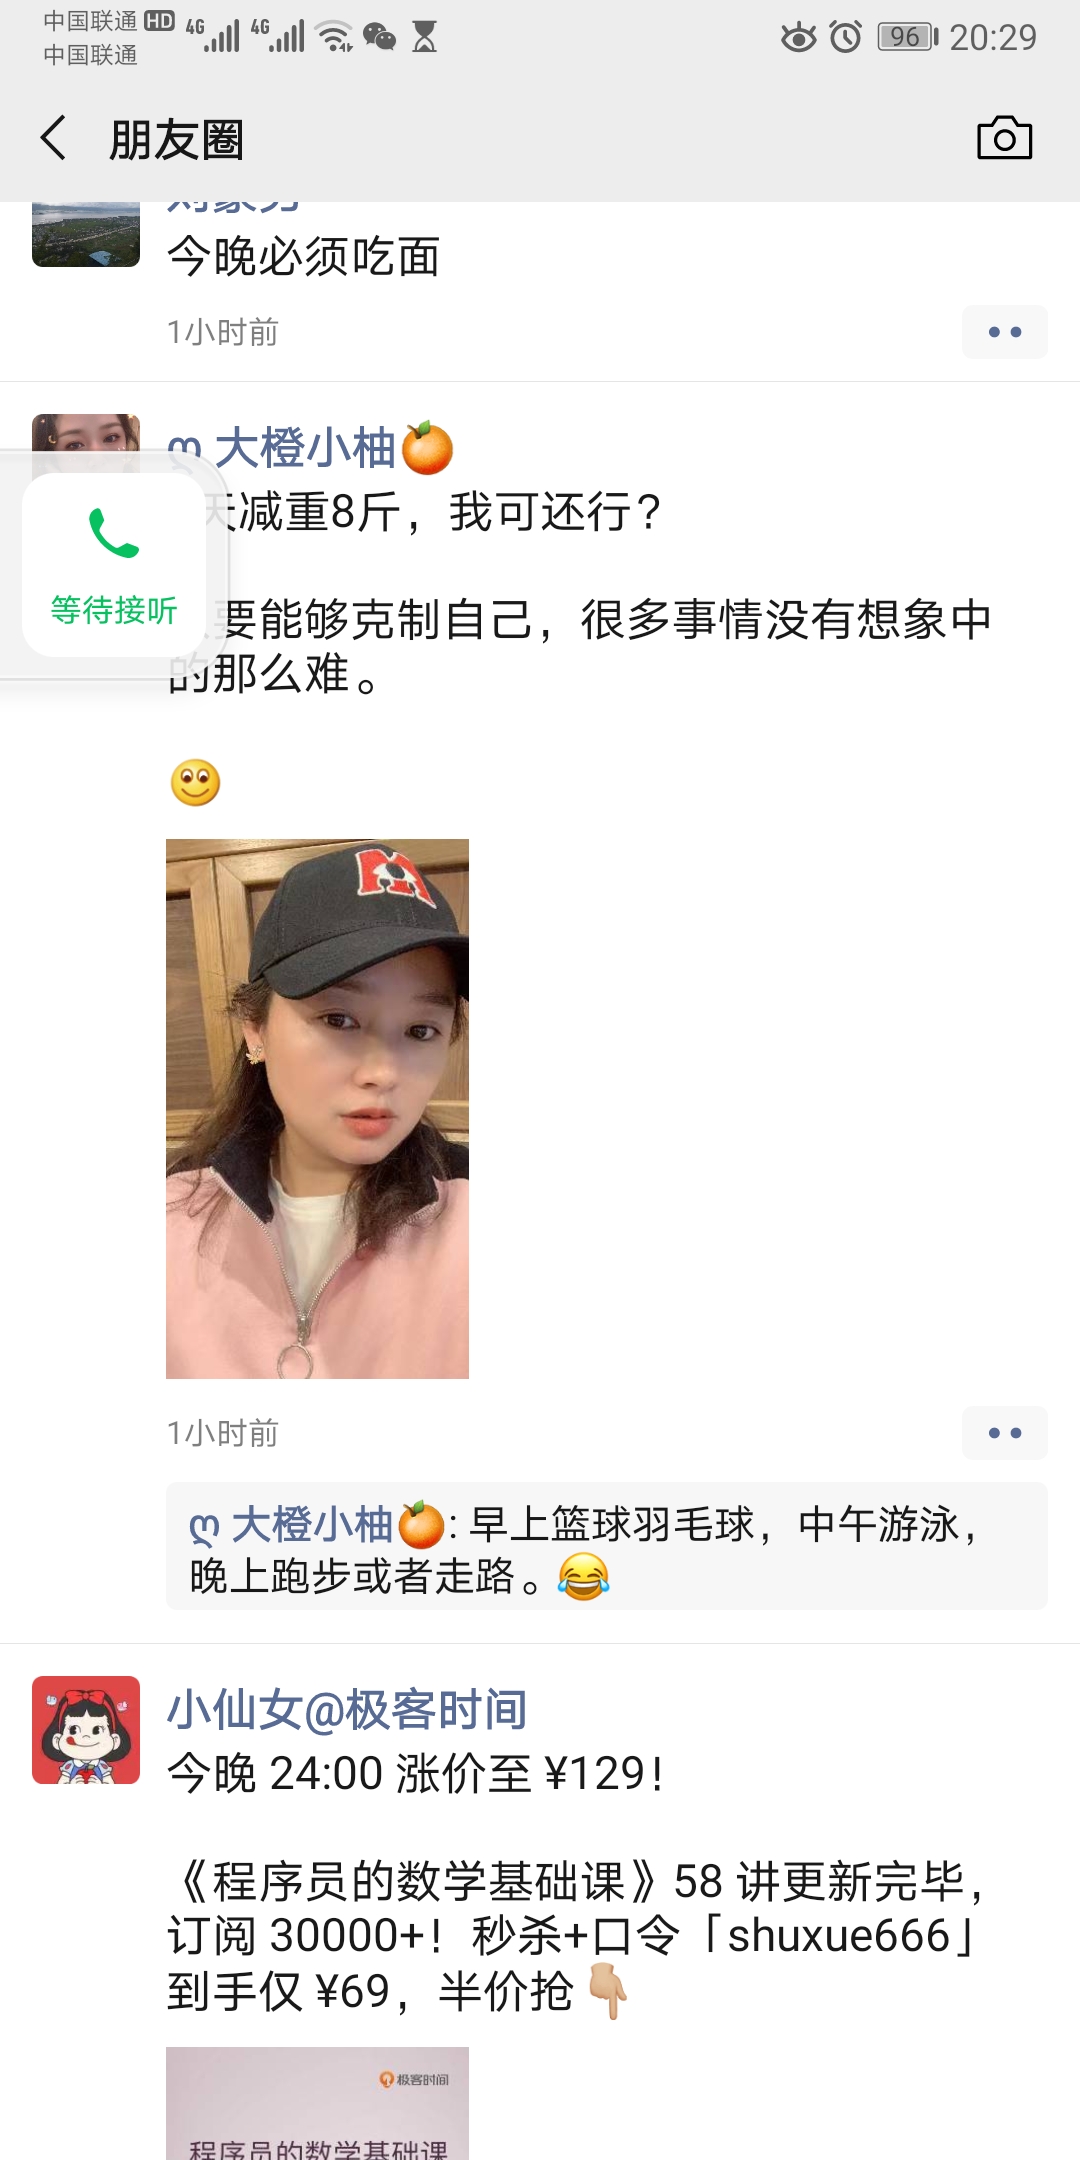 中国联通 HD 4G 4G 96 20:29
中国联通
朋友圈
今晚必须吃面
1小时前
ღ 大橙小柚🍊
天减重8斤，我可还行？
等待接听
要能够克制自己，很多事情没有想象中
的那么难。
🙂
M
1小时前
ღ 大橙小柚🍊: 早上篮球羽毛球，中午游泳，
晚上跑步或者走路。😂
小仙女@极客时间
今晚 24:00 涨价至 ¥129！
《程序员的数学基础课》58 讲更新完毕，
订阅 30000+！秒杀+口令「shuxue666」
到手仅 ¥69，半价抢👇🏼
极客时间
程序员的数学基础课